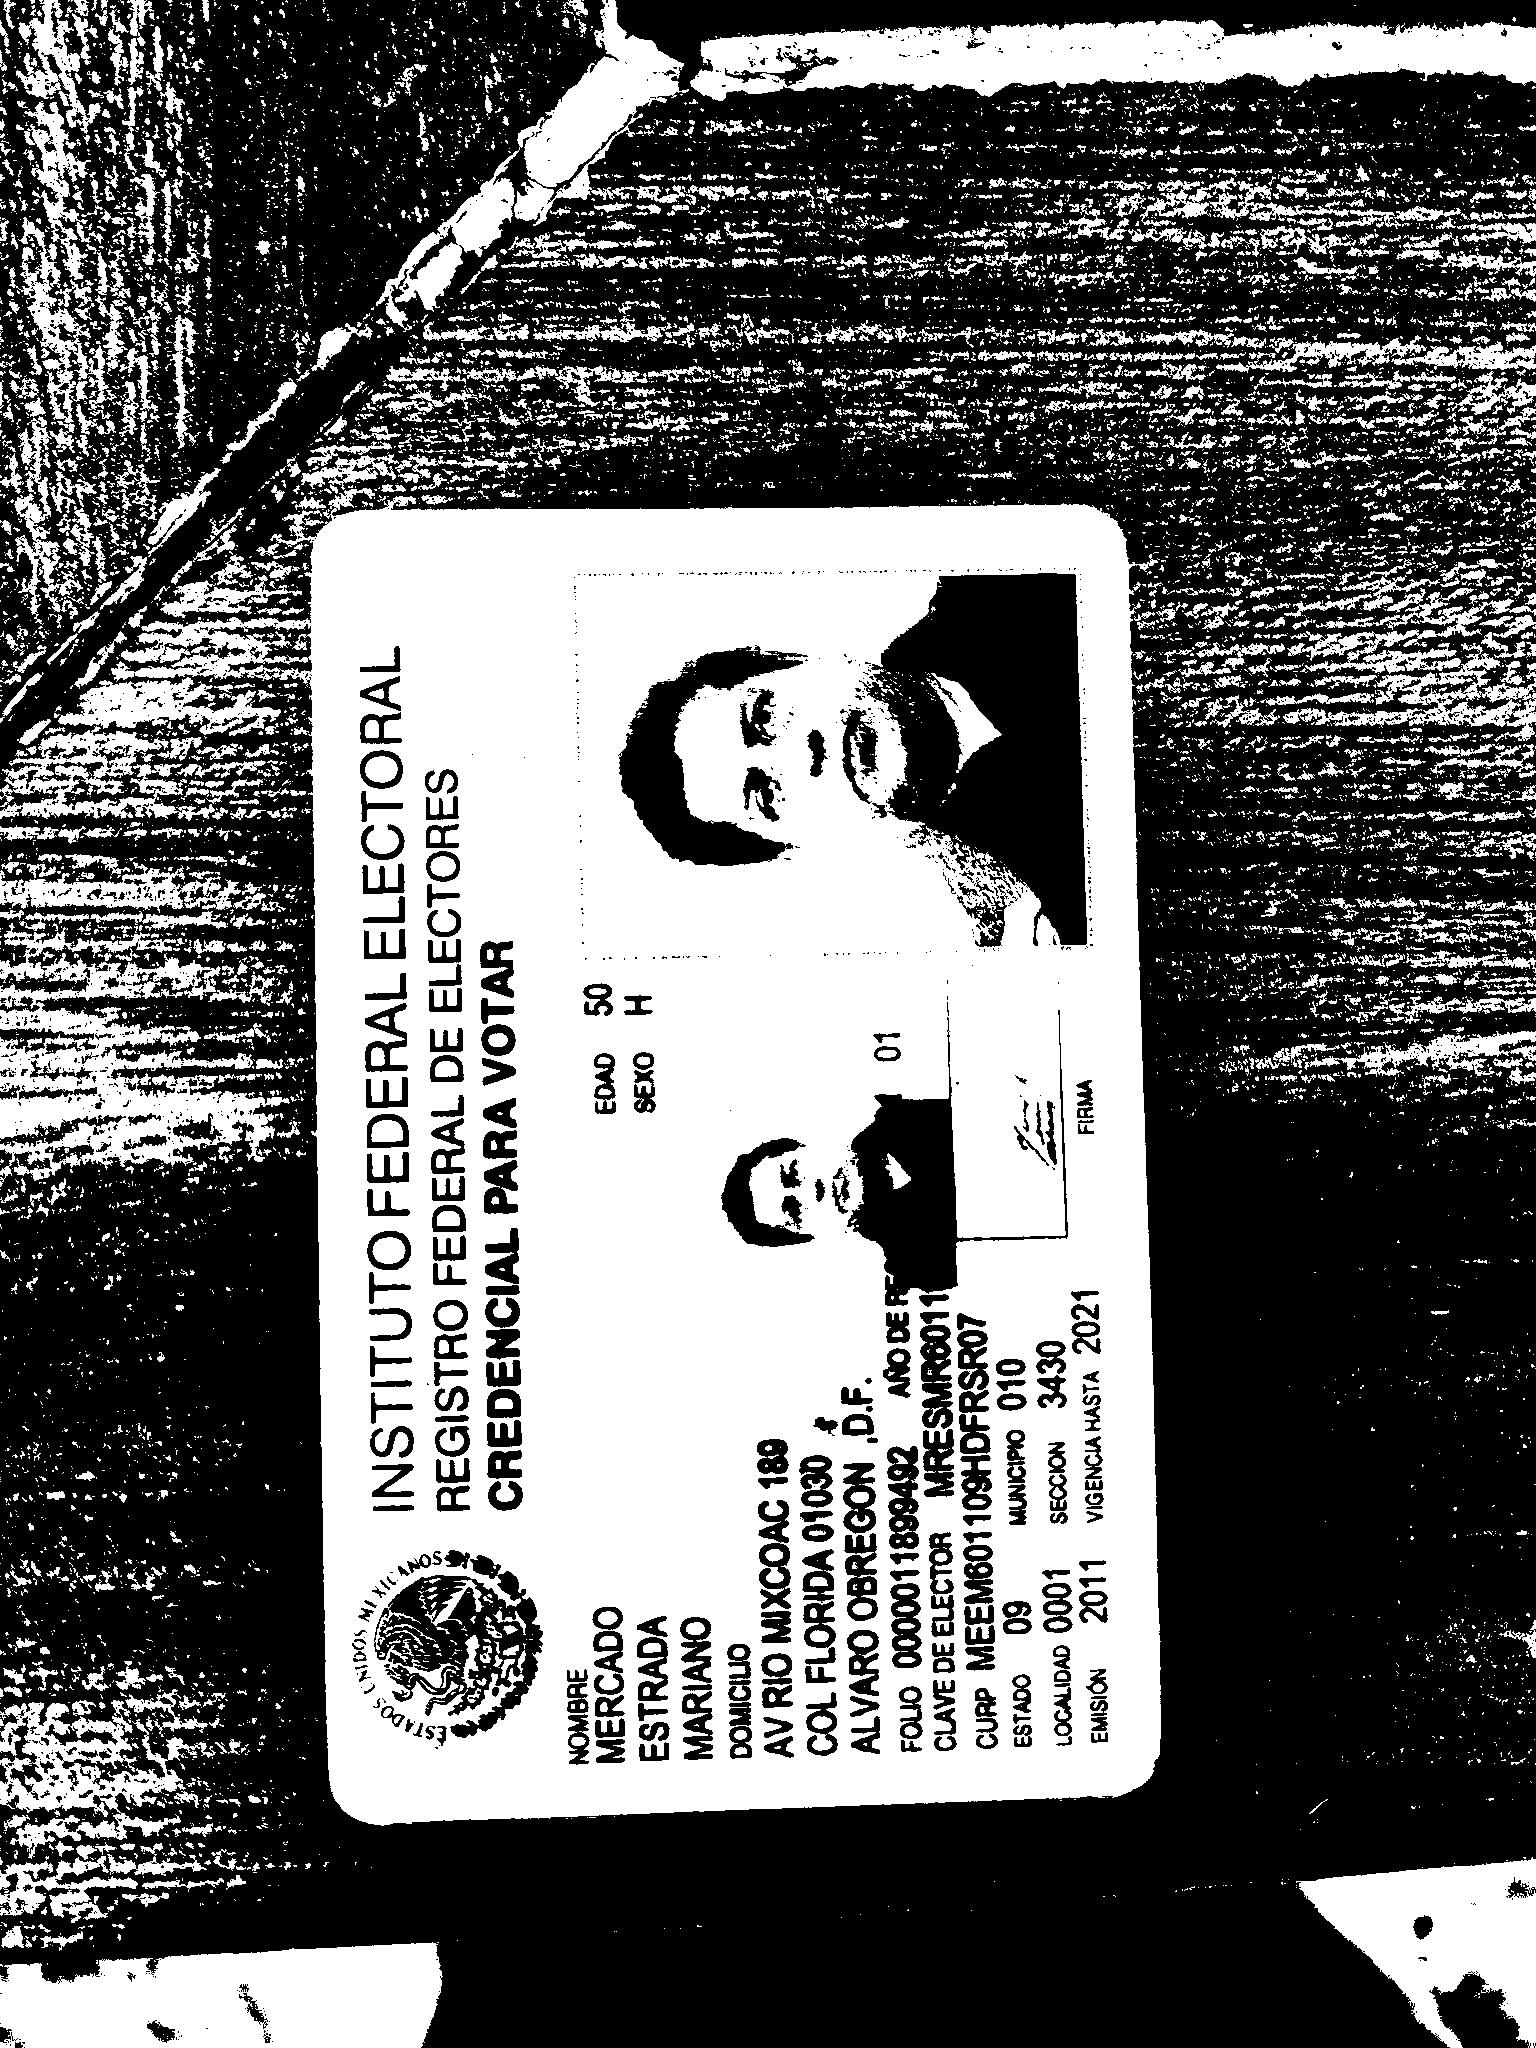 ESTADOS UNIDOS MEXICANOS
INSTITUTO FEDERAL ELECTORAL
REGISTRO FEDERAL DE ELECTORES
CREDENCIAL PARA VOTAR
NOMBRE
MERCADO
ESTRADA
MARIANO
EDAD 50
SEXO H
DOMICILIO
AV RIO MIXCOAC 189
COL FLORIDA 01030
ALVARO OBREGON ,D.F.
FOLIO 0000011899492 AÑO DE 01
CLAVE DE ELECTOR MRESMR6011
CURP MEEM601109HDFRSR07
ESTADO 09 MUNICIPIO 010
LOCALIDAD 0001 SECCION 3430
EMISIÓN 2011 VIGENCIA HASTA 2021
FIRMA